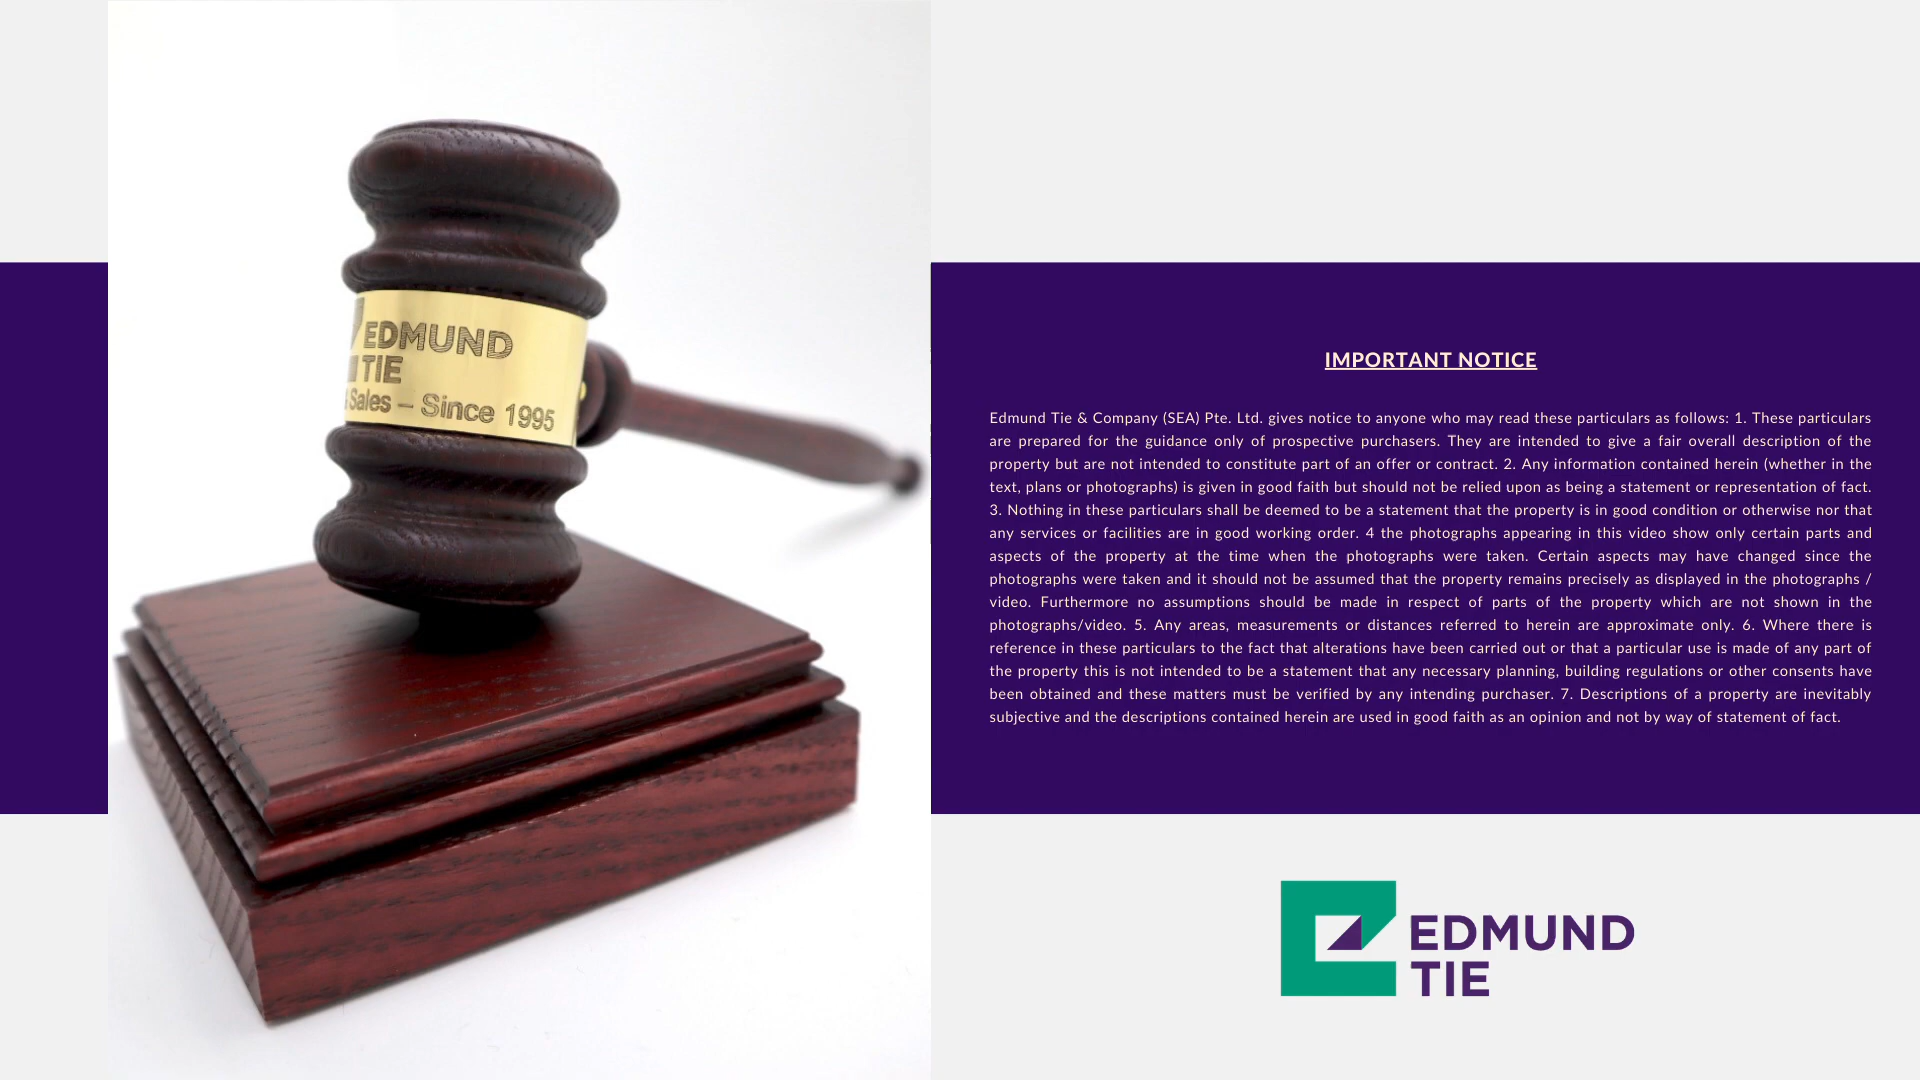 EDMUND
TIE
Sales – Since 1995
IMPORTANT NOTICE
Edmund Tie & Company (SEA) Pte. Ltd. gives notice to anyone who may read these particulars as follows: 1. These particulars
are prepared for the guidance only of prospective purchasers. They are intended to give a fair overall description of the
property but are not intended to constitute part of an offer or contract. 2. Any information contained herein (whether in the
text, plans or photographs) is given in good faith but should not be relied upon as being a statement or representation of fact.
3. Nothing in these particulars shall be deemed to be a statement that the property is in good condition or otherwise nor that
any services or facilities are in good working order. 4 the photographs appearing in this video show only certain parts and
aspects of the property at the time when the photographs were taken. Certain aspects may have changed since the
photographs were taken and it should not be assumed that the property remains precisely as displayed in the photographs /
video. Furthermore no assumptions should be made in respect of parts of the property which are not shown in the
photographs/video. 5. Any areas, measurements or distances referred to herein are approximate only. 6. Where there is
reference in these particulars to the fact that alterations have been carried out or that a particular use is made of any part of
the property this is not intended to be a statement that any necessary planning, building regulations or other consents have
been obtained and these matters must be verified by any intending purchaser. 7. Descriptions of a property are inevitably
subjective and the descriptions contained herein are used in good faith as an opinion and not by way of statement of fact.
EDMUND
TIE